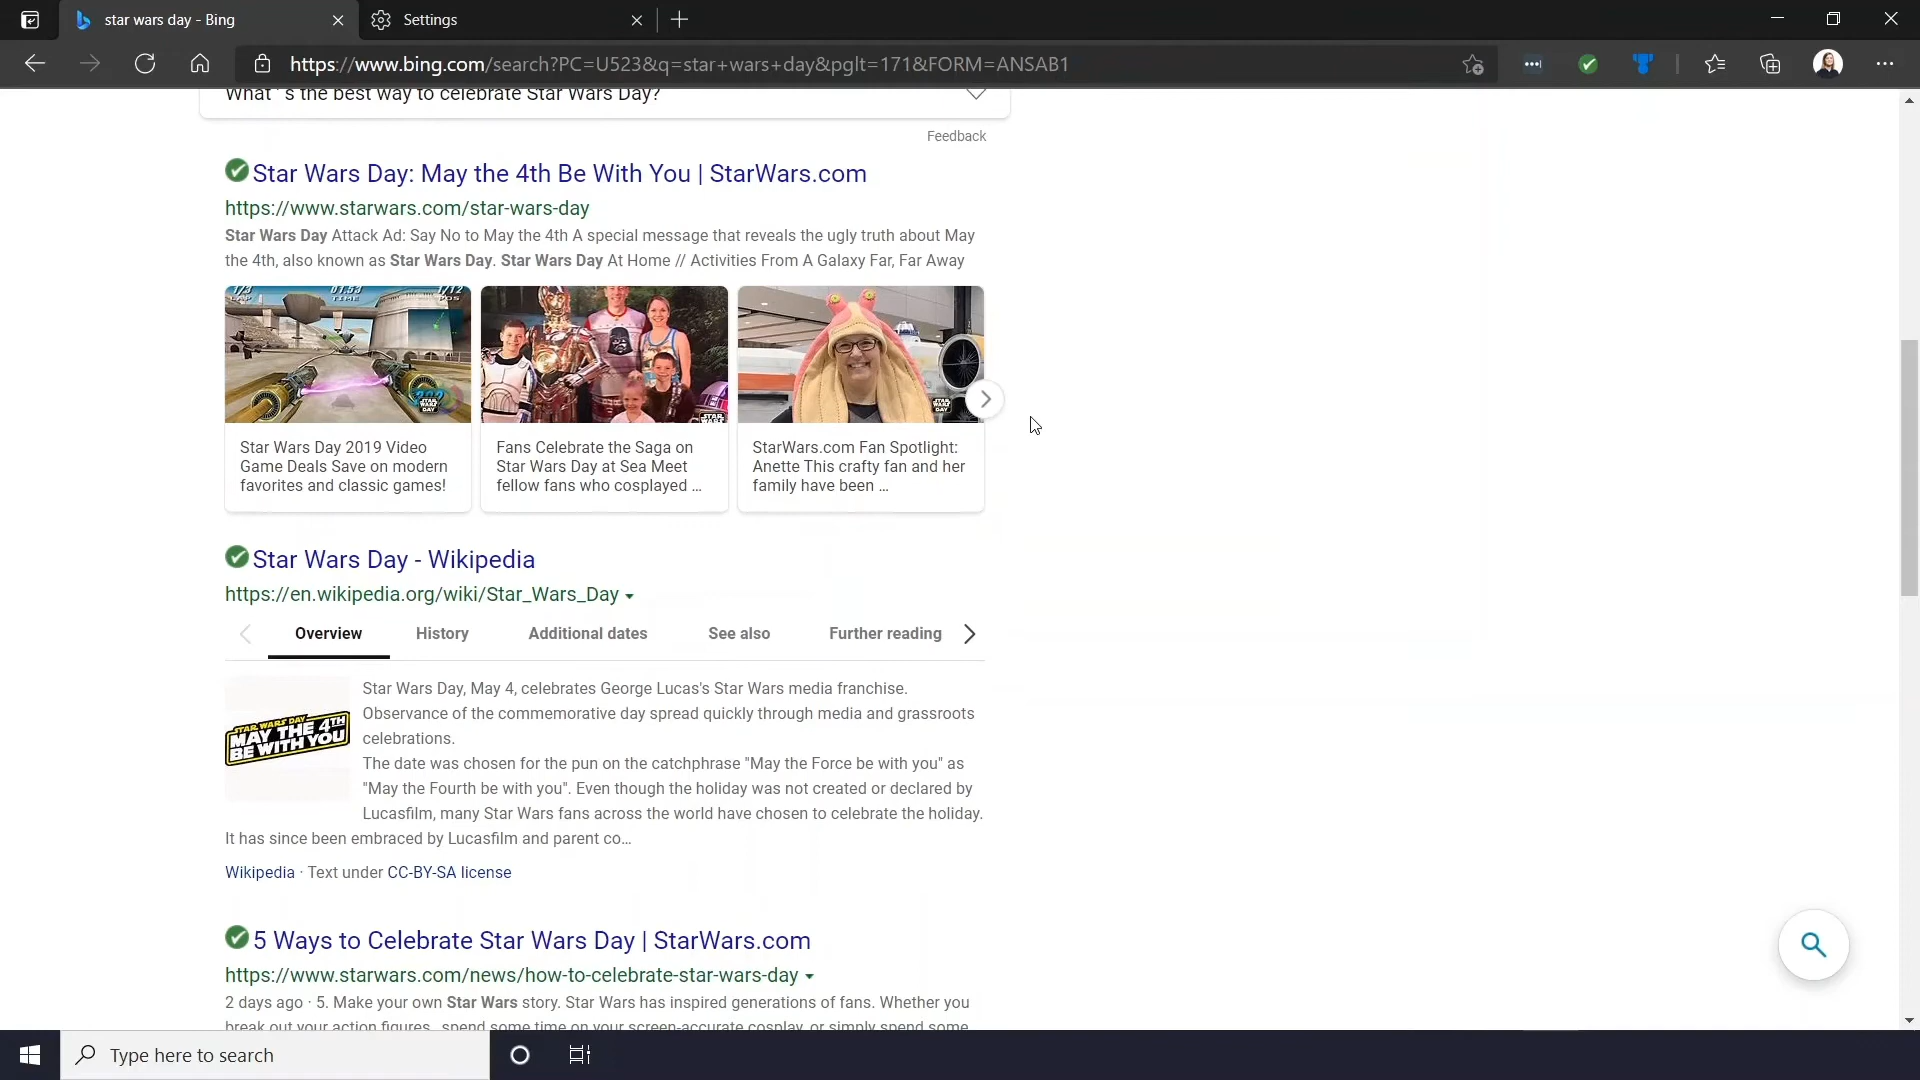 star wars day - Bing
Settings
https://www.bing.com/search?PC=U523&q=star+wars+day&pglt=171&FORM=ANSAB1
What's the best way to celebrate Star Wars Day?
Feedback
Star Wars Day: May the 4th Be With You | StarWars.com
https://www.starwars.com/star-wars-day
Star Wars Day Attack Ad: Say No to May the 4th A special message that reveals the ugly truth about May
the 4th, also known as Star Wars Day. Star Wars Day At Home // Activities From A Galaxy Far, Far Away
Star Wars Day 2019 Video
Game Deals Save on modern
favorites and classic games!
Fans Celebrate the Saga on
Star Wars Day at Sea Meet
fellow fans who cosplayed ...
StarWars.com Fan Spotlight:
Anette This crafty fan and her
family have been ...
Star Wars Day - Wikipedia
https://en.wikipedia.org/wiki/Star_Wars_Day
Overview History Additional dates See also Further reading
STAR WARS DAY
MAY THE 4TH
BE WITH YOU
Star Wars Day, May 4, celebrates George Lucas's Star Wars media franchise.
Observance of the commemorative day spread quickly through media and grassroots
celebrations.
The date was chosen for the pun on the catchphrase "May the Force be with you" as
"May the Fourth be with you". Even though the holiday was not created or declared by
Lucasfilm, many Star Wars fans across the world have chosen to celebrate the holiday.
It has since been embraced by Lucasfilm and parent co...
Wikipedia · Text under CC-BY-SA license
5 Ways to Celebrate Star Wars Day | StarWars.com
https://www.starwars.com/news/how-to-celebrate-star-wars-day
2 days ago · 5. Make your own Star Wars story. Star Wars has inspired generations of fans. Whether you
break out your action figures, spend some time on your screen-accurate cosplay, or simply spend some
Type here to search